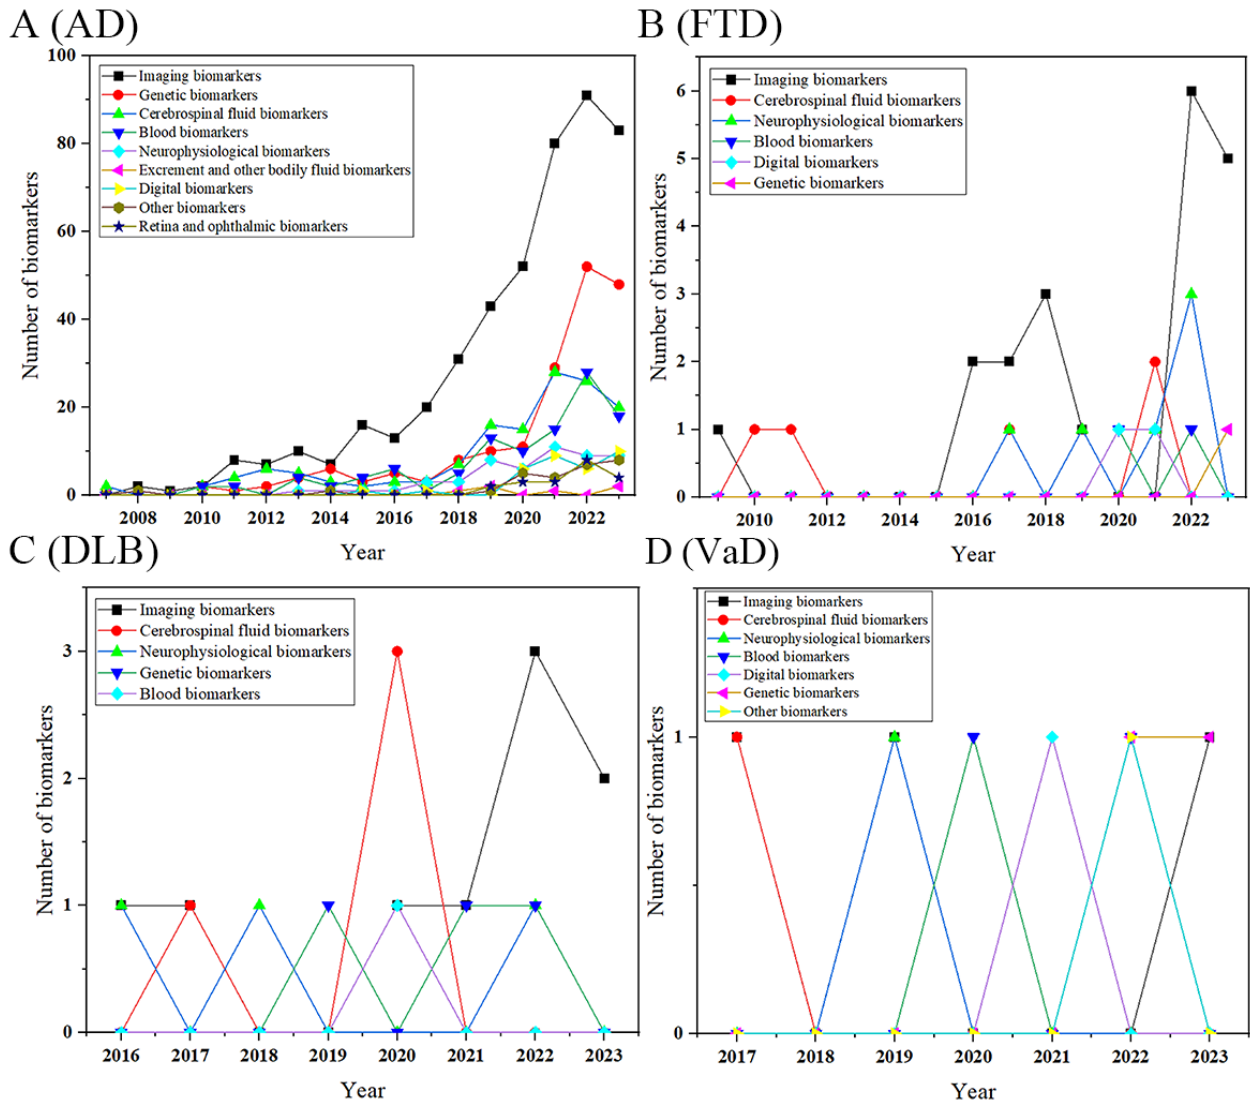 A (AD)
100
80
60
40
20
0
Number of biomarkers
Imaging biomarkers
Genetic biomarkers
Cerebrospinal fluid biomarkers
Blood biomarkers
Neurophysiological biomarkers
Excrement and other bodily fluid biomarkers
Digital biomarkers
Other biomarkers
Retina and ophthalmic biomarkers
2008 2010 2012 2014 2016 2018 2020 2022
Year
B (FTD)
6
5
4
3
2
1
0
Number of biomarkers
Imaging biomarkers
Cerebrospinal fluid biomarkers
Neurophysiological biomarkers
Blood biomarkers
Digital biomarkers
Genetic biomarkers
2010 2012 2014 2016 2018 2020 2022
Year
C (DLB)
3
2
1
0
Number of biomarkers
Imaging biomarkers
Cerebrospinal fluid biomarkers
Neurophysiological biomarkers
Genetic biomarkers
Blood biomarkers
2016 2017 2018 2019 2020 2021 2022 2023
Year
D (VaD)
1
0
Number of biomarkers
Imaging biomarkers
Cerebrospinal fluid biomarkers
Neurophysiological biomarkers
Blood biomarkers
Digital biomarkers
Genetic biomarkers
Other biomarkers
2017 2018 2019 2020 2021 2022 2023
Year